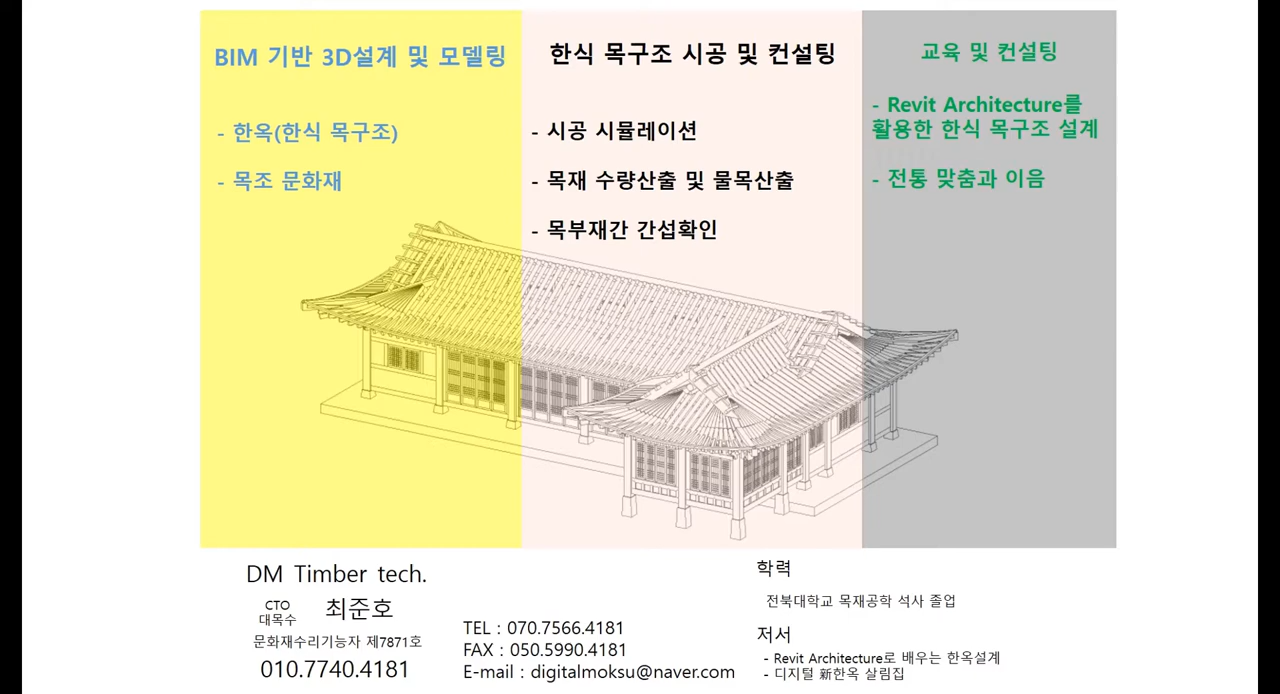 BIM 기반 3D설계 및 모델링
- 한옥(한식 목구조)
- 목조 문화재
한식 목구조 시공 및 컨설팅
- 시공 시뮬레이션
- 목재 수량산출 및 물목산출
- 목부재간 간섭확인
교육 및 컨설팅
- Revit Architecture를
활용한 한식 목구조 설계
- 전통 맞춤과 이음
DM Timber tech.
CTO
대목수
최준호
문화재수리기능자 제7871호
010.7740.4181
TEL : 070.7566.4181
FAX : 050.5990.4181
E-mail : digitalmoksu@naver.com
학력
전북대학교 목재공학 석사 졸업
저서
- Revit Architecture로 배우는 한옥설계
- 디지털 新한옥 살림집